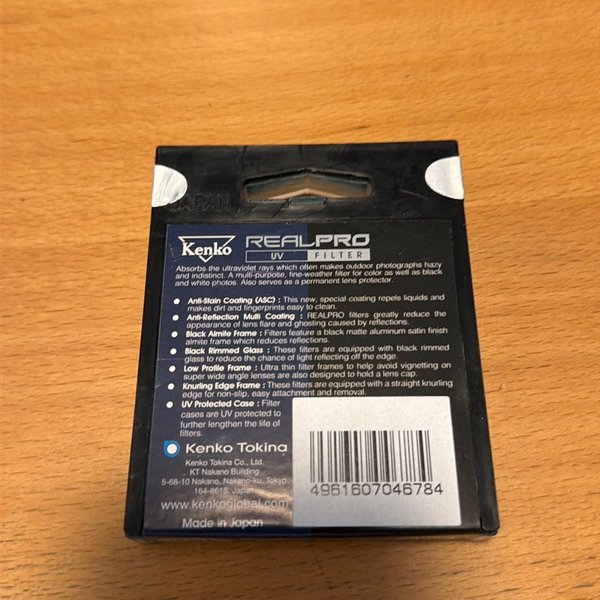 JAPAN
Kenko REALPRO
UV FILTER
Absorbs the ultraviolet rays which often makes outdoor photographs hazy
and indistinct. A multi-purpose, fine-weather filter for color as well as black
and white photos. Also serves as a permanent lens protector.
• Anti-Stain Coating (ASC) : This new, special coating repels liquids and
makes dirt and fingerprints easy to clean.
• Anti-Reflection Multi Coating : REALPRO filters greatly reduce the
appearance of lens flare and ghosting caused by reflections.
• Black Almite Frame : Filters feature a black matte aluminum satin finish
almite frame which reduces reflections.
• Black Rimmed Glass : These filters are equipped with black rimmed
glass to reduce the chance of light reflecting off the edge.
• Low Profile Frame : Ultra thin filter frames to help avoid vignetting on
super wide angle lenses are also designed to hold a lens cap.
• Knurling Edge Frame : These filters are equipped with a straight knurling
edge for non-slip, easy attachment and removal.
• UV Protected Case : Filter
cases are UV protected to
further lengthen the life of
filters.
Kenko Tokina
Kenko Tokina Co., Ltd.
KT Nakano Building
5-68-10 Nakano, Nakano-ku, Tokyo
164-8616, Japan
www.kenkoglobal.com
Made in Japan
4961607046784